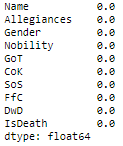 Name 0.0
Allegiances 0.0
Gender 0.0
Nobility 0.0
GoT 0.0
CoK 0.0
SoS 0.0
FfC 0.0
DwD 0.0
IsDeath 0.0
dtype: float64